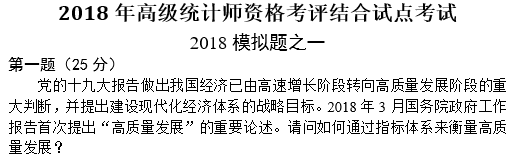 2018 年高级统计师资格考评结合试点考试
2018 模拟题之一
第一题（25 分）
党的十九大报告做出我国经济已由高速增长阶段转向高质量发展阶段的重
大判断，并提出建设现代化经济体系的战略目标。2018 年 3 月国务院政府工作
报告首次提出“高质量发展”的重要论述。请问如何通过指标体系来衡量高质
量发展？